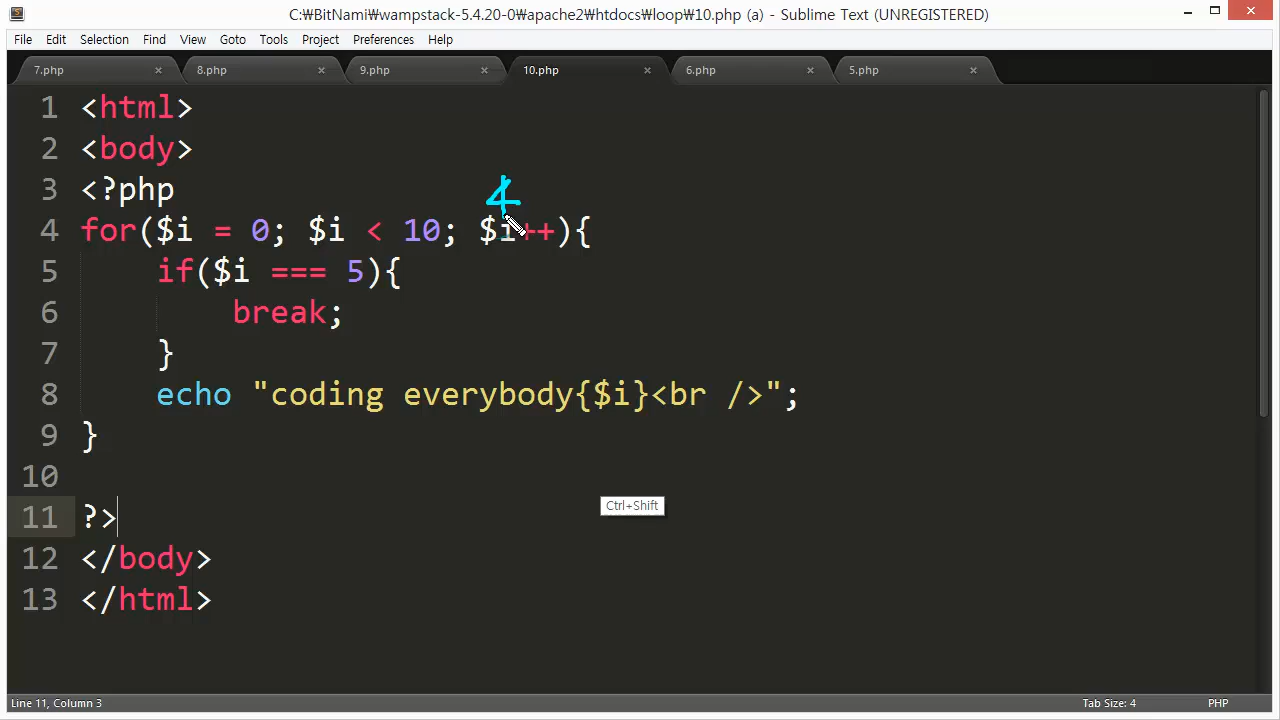 C:₩BitNami₩wampstack-5.4.20-0₩apache2₩htdocs₩loop₩10.php (a) - Sublime Text (UNREGISTERED)
File Edit Selection Find View Goto Tools Project Preferences Help
7.php 8.php 9.php 10.php 6.php 5.php
4
1 <html>
2 <body>
3 <?php
4 for($i = 0; $i < 10; $i++){
5 if($i === 5){
6 break;
7 }
8 echo "coding everybody{$i}<br />";
9 }
10
Ctrl+Shift
11 ?>
12 </body>
13 </html>
Line 11, Column 3 Tab Size: 4 PHP